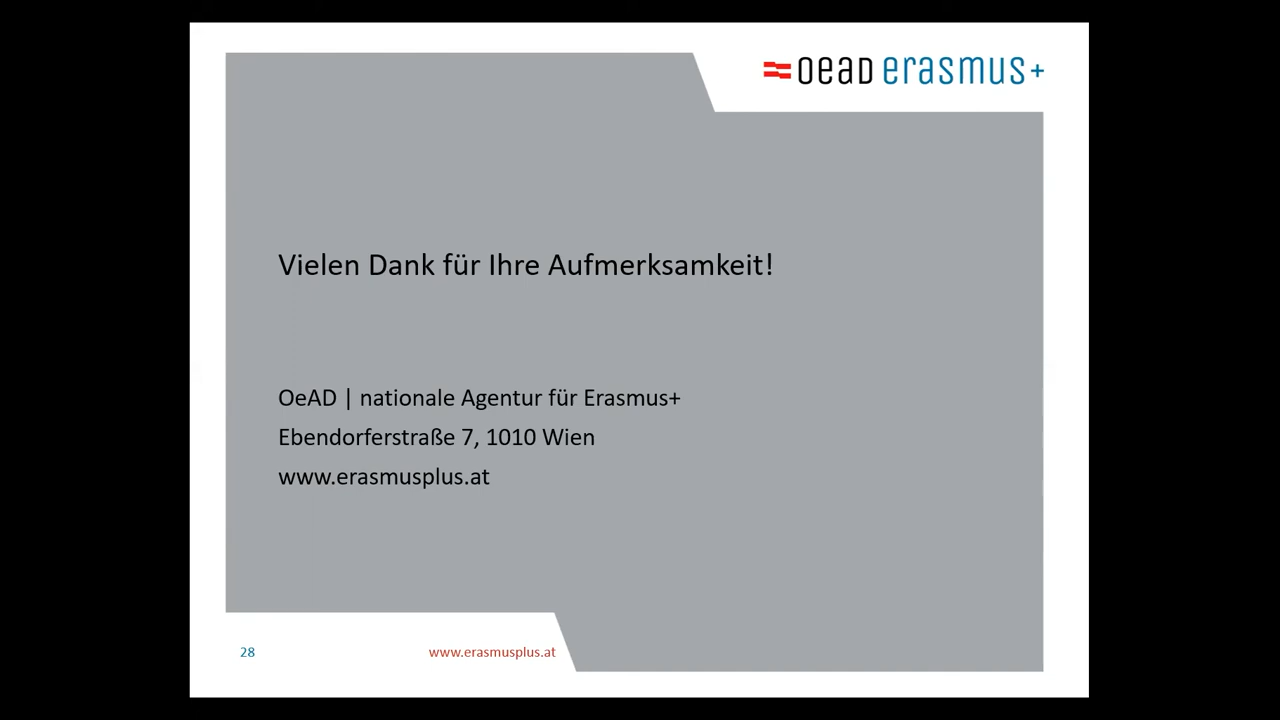 oead erasmus+
Vielen Dank für Ihre Aufmerksamkeit!
OeAD | nationale Agentur für Erasmus+
Ebendorferstraße 7, 1010 Wien
www.erasmusplus.at
28
www.erasmusplus.at